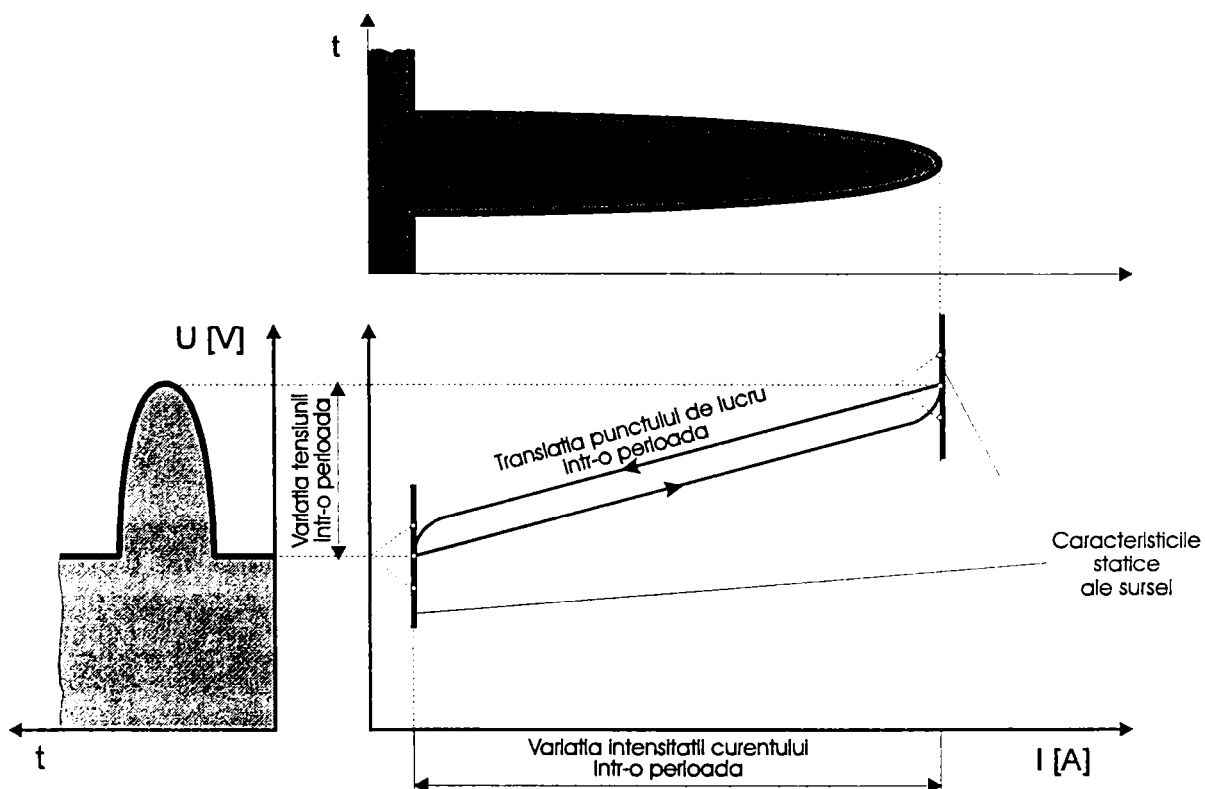 t
U [V]
Variatia tensiunii
intr-o perioada
Translatia punctului de lucru
intr-o perioada
Caracteristicile
statice
ale sursei
t
Variatia intensitatii curentului
intr-o perioada
I [A]